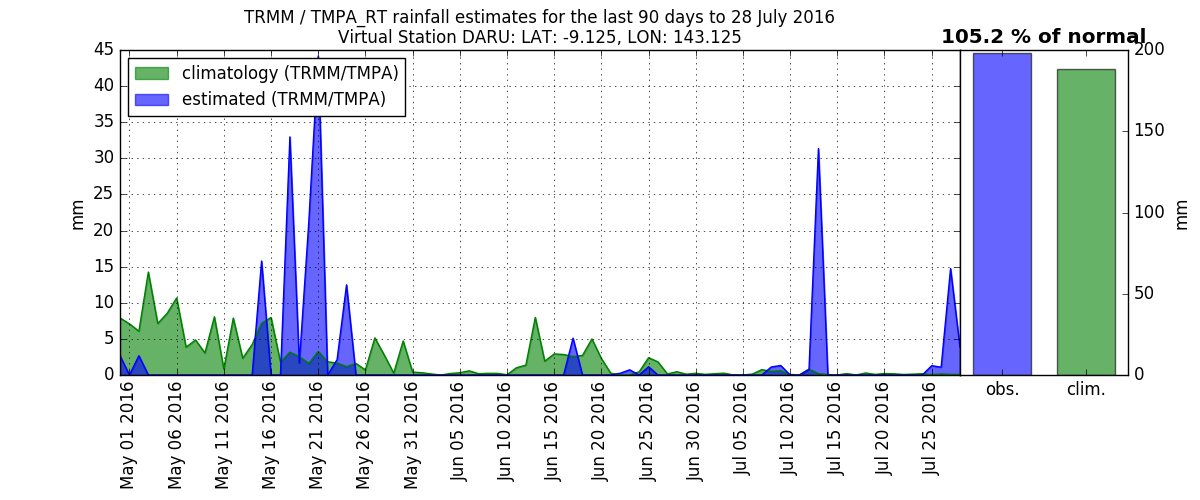 TRMM / TMPA_RT rainfall estimates for the last 90 days to 28 July 2016
Virtual Station DARU: LAT: -9.125, LON: 143.125
105.2 % of normal
climatology (TRMM/TMPA)
estimated (TRMM/TMPA)
45
40
35
30
25
20
15
10
5
0
mm
May 01 2016
May 06 2016
May 11 2016
May 16 2016
May 21 2016
May 26 2016
May 31 2016
Jun 05 2016
Jun 10 2016
Jun 15 2016
Jun 20 2016
Jun 25 2016
Jun 30 2016
Jul 05 2016
Jul 10 2016
Jul 15 2016
Jul 20 2016
Jul 25 2016
obs.
clim.
200
150
100
50
0
mm